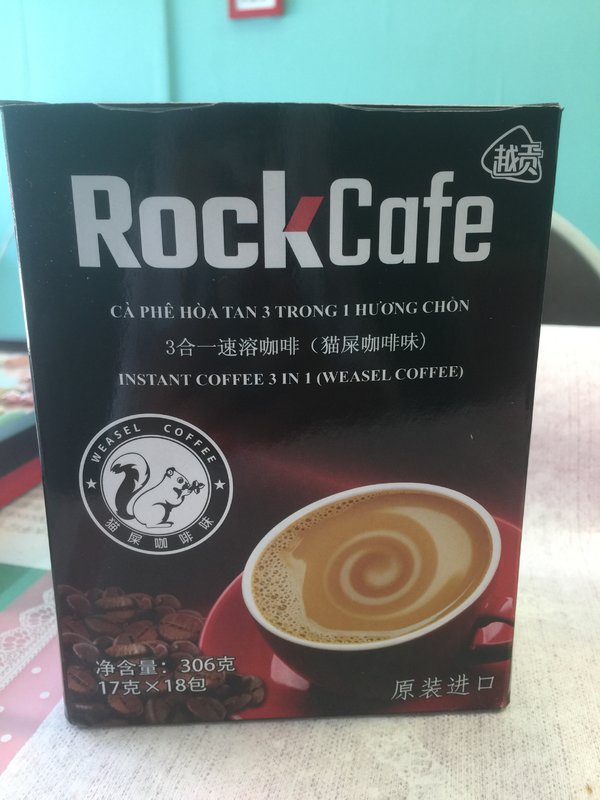 越贡
RockCafe
CÀ PHÊ HÒA TAN 3 TRONG 1 HƯƠNG CHỒN
3合一速溶咖啡（猫屎咖啡味）
INSTANT COFFEE 3 IN 1 (WEASEL COFFEE)
WEASEL COFFEE
猫屎咖啡味
净含量：306克
17克×18包
原装进口